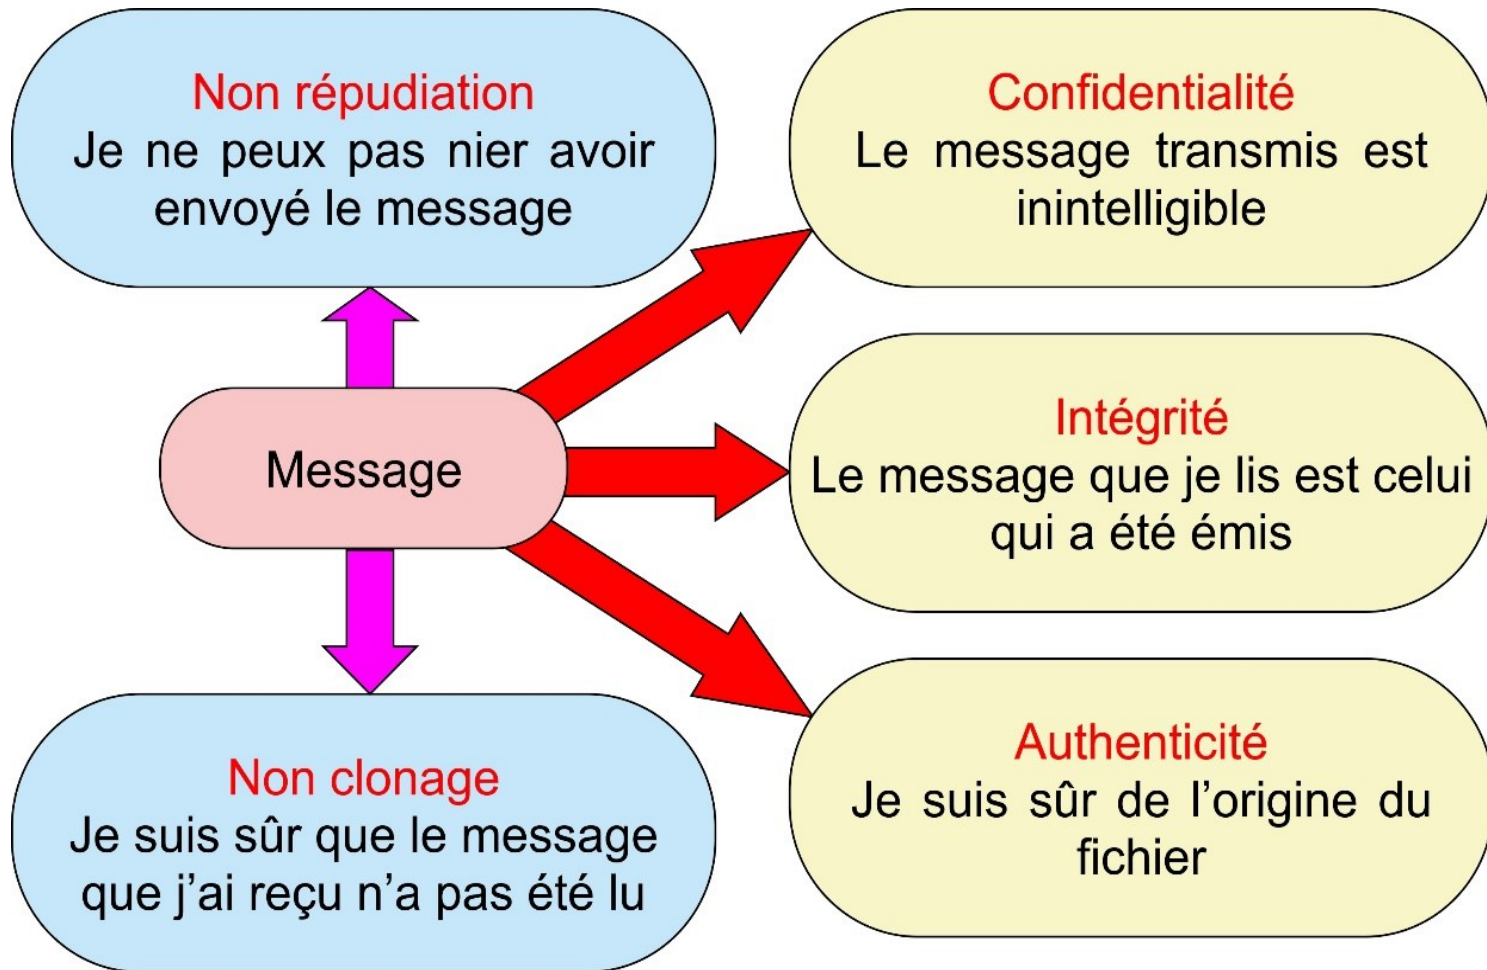 Non répudiation
Je ne peux pas nier avoir
envoyé le message
Confidentialité
Le message transmis est
inintelligible
Message
Intégrité
Le message que je lis est celui
qui a été émis
Non clonage
Je suis sûr que le message
que j’ai reçu n’a pas été lu
Authenticité
Je suis sûr de l’origine du
fichier